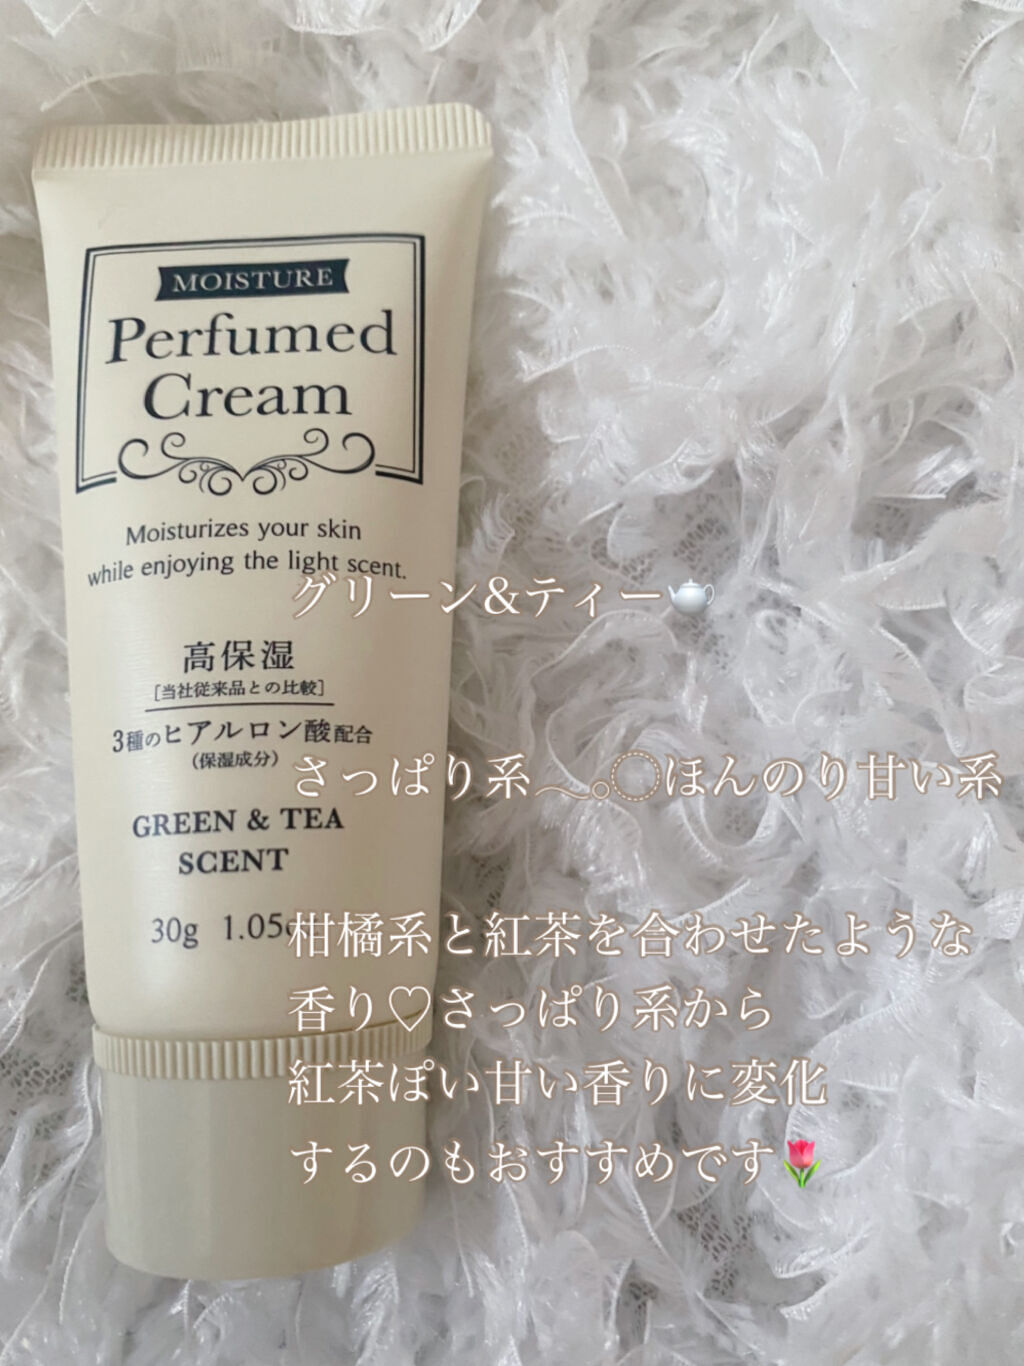 MOISTURE
Perfumed
Cream
Moisturizes your skin
while enjoying the light scent.
グリーン&ティー🫖
高保湿
[当社従来品との比較]
3種のヒアルロン酸配合
(保湿成分)
さっぱり系𓂃𓈒◌ほんのり甘い系
GREEN & TEA
SCENT
30g 1.05
柑橘系と紅茶を合わせたような
香り♡さっぱり系から
紅茶ぽい甘い香りに変化
するのもおすすめです🌷